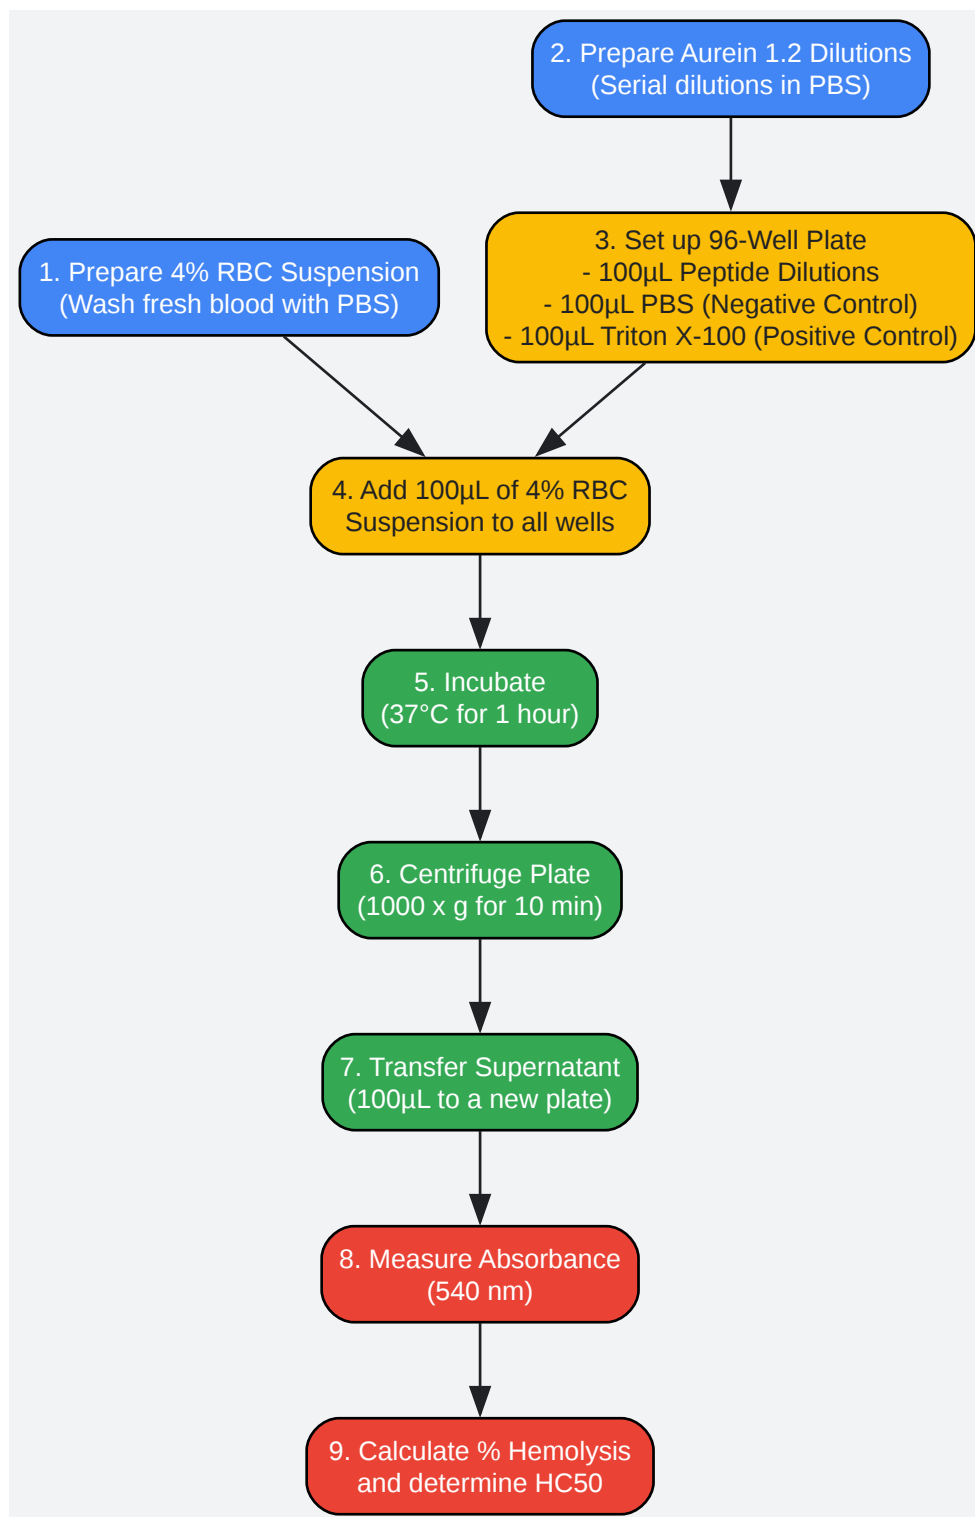 2. Prepare Aurein 1.2 Dilutions
(Serial dilutions in PBS)
1. Prepare 4% RBC Suspension
(Wash fresh blood with PBS)
3. Set up 96-Well Plate
- 100µL Peptide Dilutions
- 100µL PBS (Negative Control)
- 100µL Triton X-100 (Positive Control)
4. Add 100µL of 4% RBC
Suspension to all wells
5. Incubate
(37°C for 1 hour)
6. Centrifuge Plate
(1000 x g for 10 min)
7. Transfer Supernatant
(100µL to a new plate)
8. Measure Absorbance
(540 nm)
9. Calculate % Hemolysis
and determine HC50